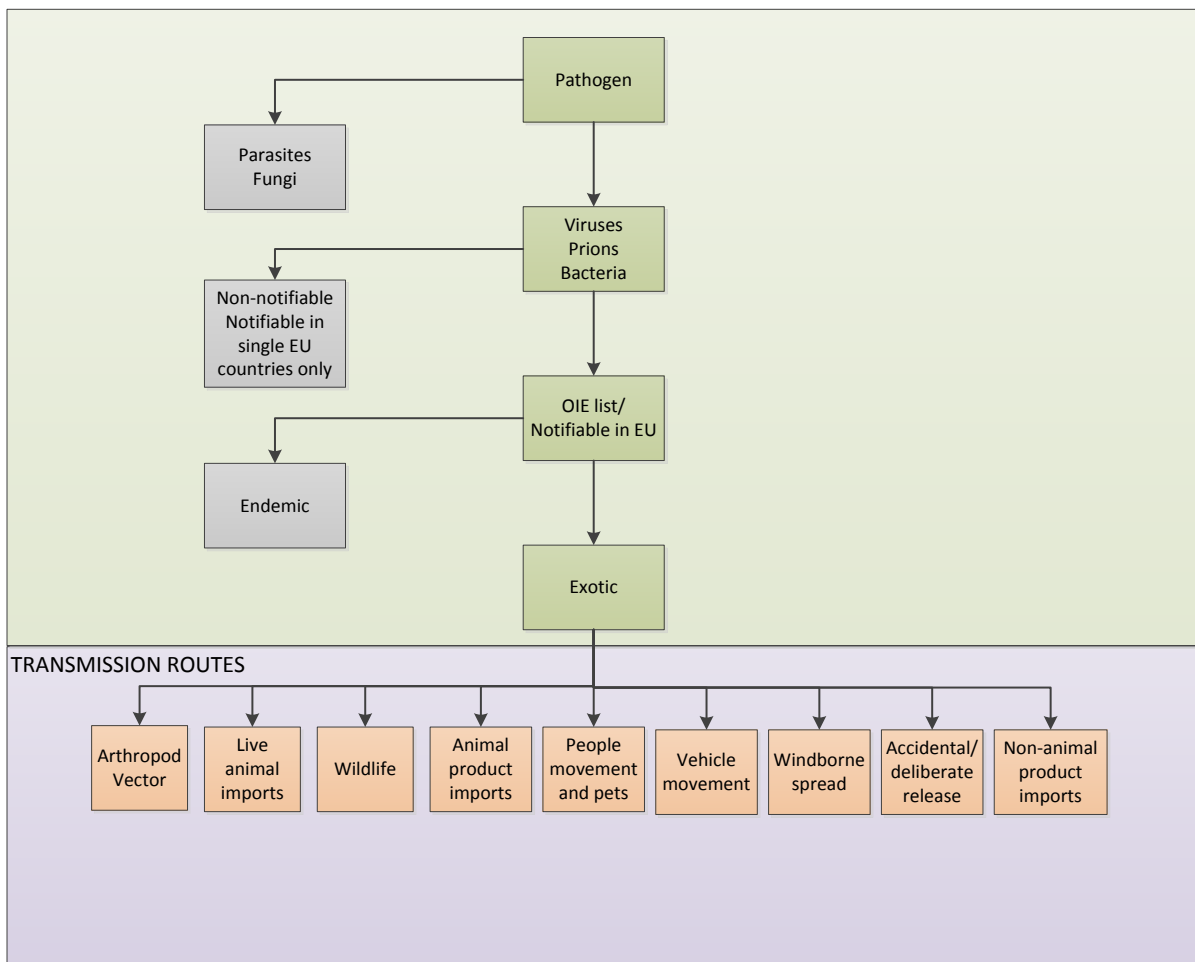 Pathogen
Parasites
Fungi
Viruses
Prions
Bacteria
Non-notifiable
Notifiable in
single EU
countries only
OIE list/
Notifiable in EU
Endemic
Exotic
TRANSMISSION ROUTES
Arthropod
Vector
Live
animal
imports
Wildlife
Animal
product
imports
People
movement
and pets
Vehicle
movement
Windborne
spread
Accidental/
deliberate
release
Non-animal
product
imports